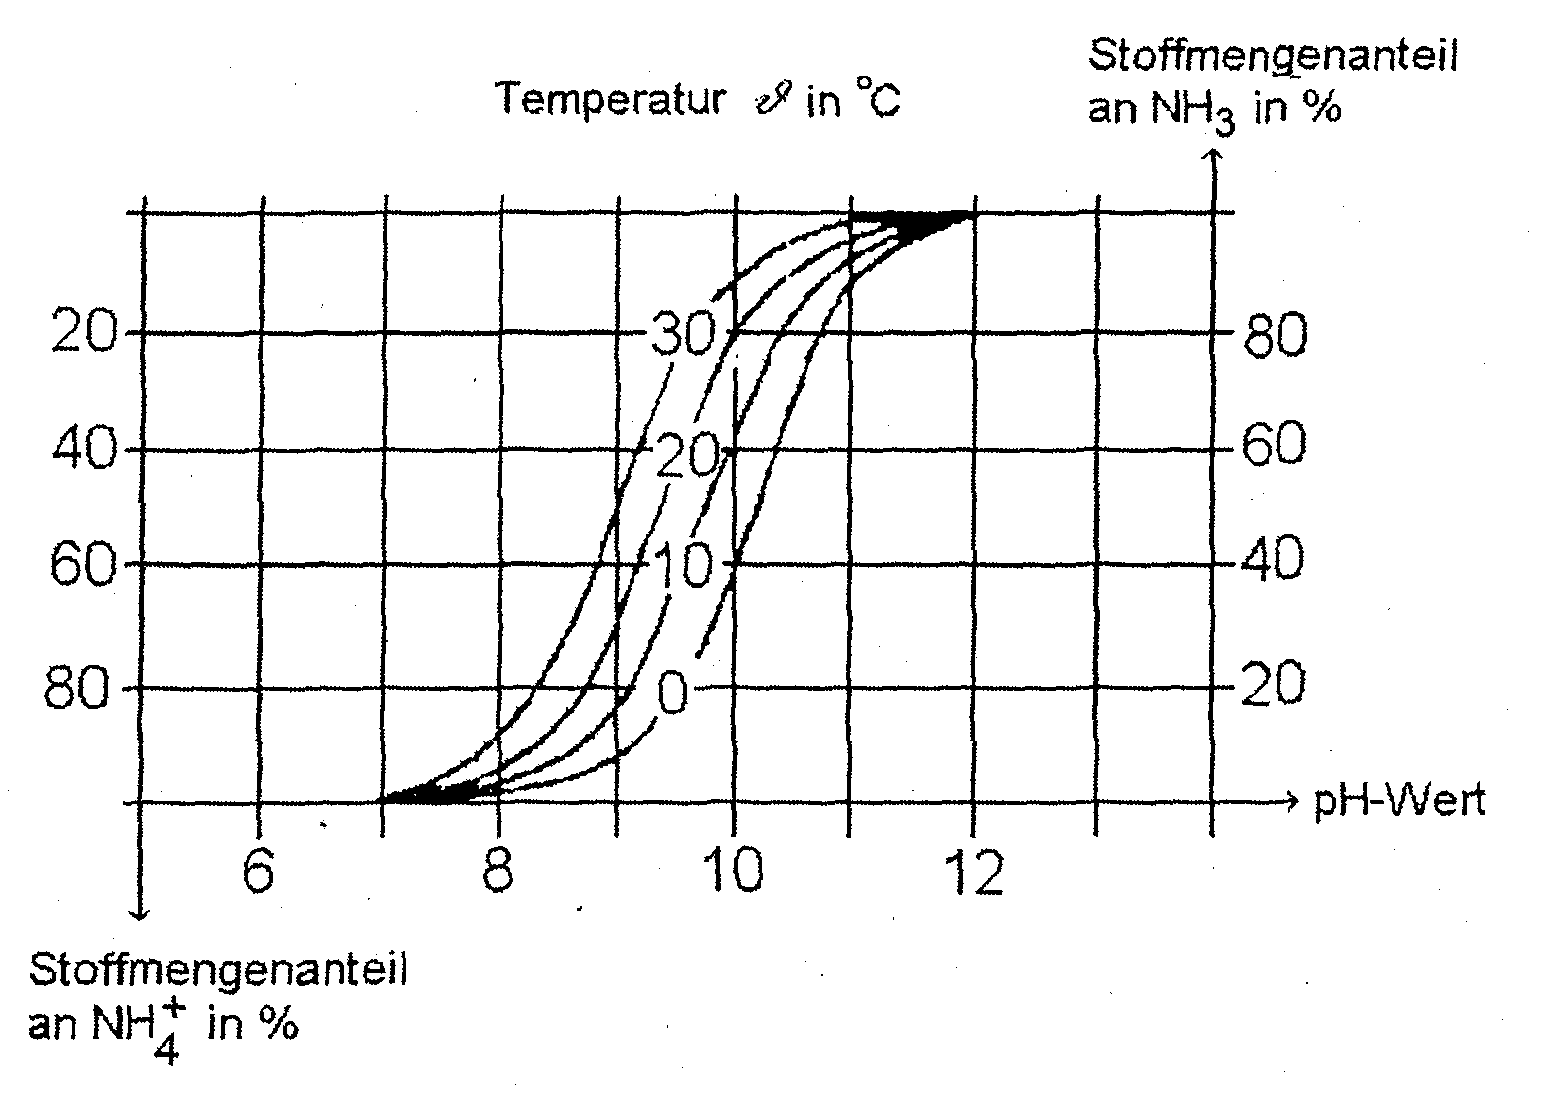 Stoffmengenanteil
an NH₃ in %
Temperatur ϑ in °C
20
30
80
40
20
60
60
10
40
80
0
20
pH-Wert
6
8
10
12
Stoffmengenanteil
an NH₄⁺ in %